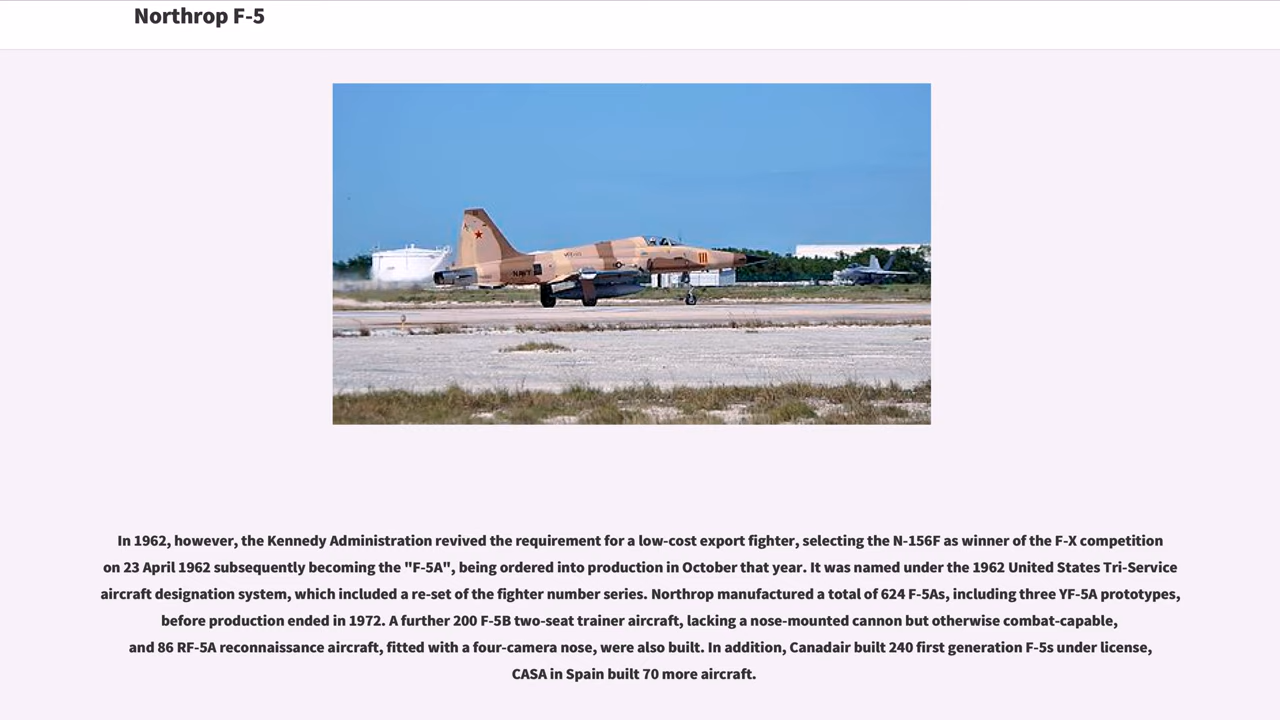 Northrop F-5
NAVY
In 1962, however, the Kennedy Administration revived the requirement for a low-cost export fighter, selecting the N-156F as winner of the F-X competition
on 23 April 1962 subsequently becoming the "F-5A", being ordered into production in October that year. It was named under the 1962 United States Tri-Service
aircraft designation system, which included a re-set of the fighter number series. Northrop manufactured a total of 624 F-5As, including three YF-5A prototypes,
before production ended in 1972. A further 200 F-5B two-seat trainer aircraft, lacking a nose-mounted cannon but otherwise combat-capable,
and 86 RF-5A reconnaissance aircraft, fitted with a four-camera nose, were also built. In addition, Canadair built 240 first generation F-5s under license,
CASA in Spain built 70 more aircraft.